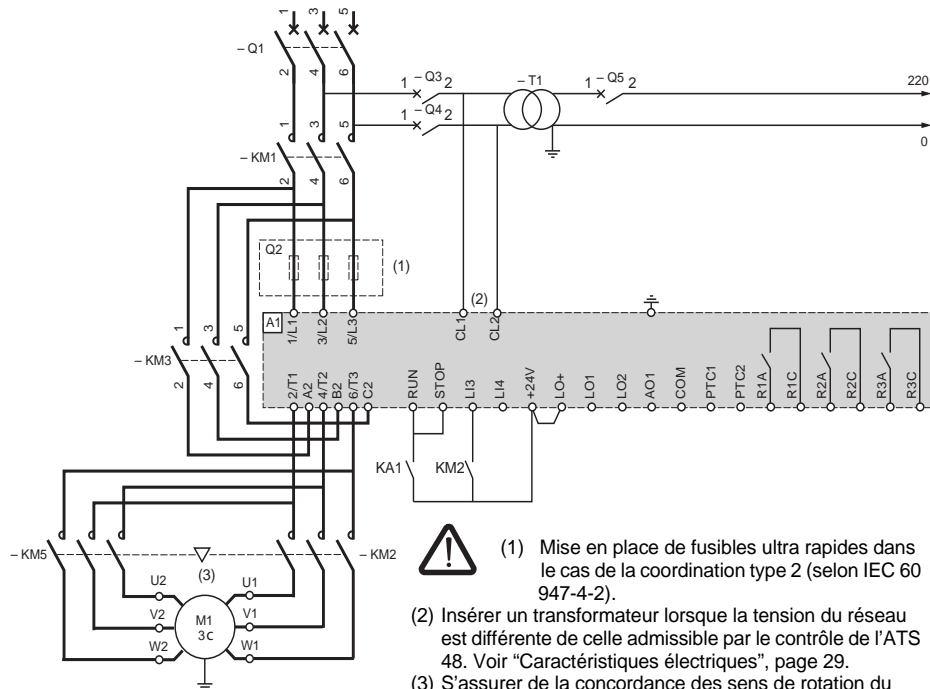 1 3 5
– Q1
2 4 6
1 – Q3 2
– T1
1 – Q5 2
220
1 – Q4 2
0
1 3 5
– KM1
2 4 6
Q2
(1)
(2)
A1
1/L1 3/L2 5/L3 CL1 CL2
1 3 5
– KM3
2 4 6
2/T1 A2 4/T2 B2 6/T3 C2 RUN STOP LI3 LI4 +24V LO+ LO1 LO2 AO1 COM PTC1 PTC2 R1A R1C R2A R2C R3A R3C
KA1 KM2
– KM5
– KM2
(3)
U2 U1
V2 V1
W2 W1
M1
3c
(1) Mise en place de fusibles ultra rapides dans
le cas de la coordination type 2 (selon IEC 60
947-4-2).
(2) Insérer un transformateur lorsque la tension du réseau
est différente de celle admissible par le contrôle de l’ATS
48. Voir “Caractéristiques électriques”, page 29.
(3) S’assurer de la concordance des sens de rotation du